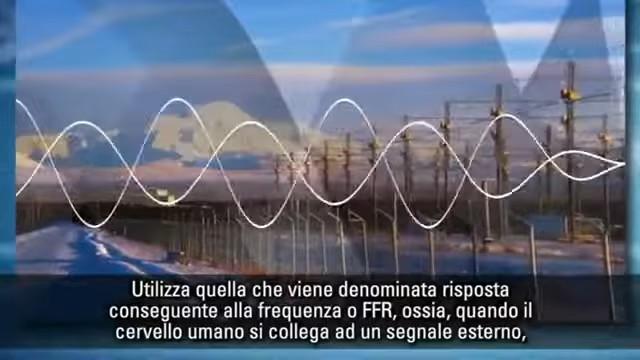 Utilizza quella che viene denominata risposta
conseguente alla frequenza o FFR, ossia, quando il
cervello umano si collega ad un segnale esterno,